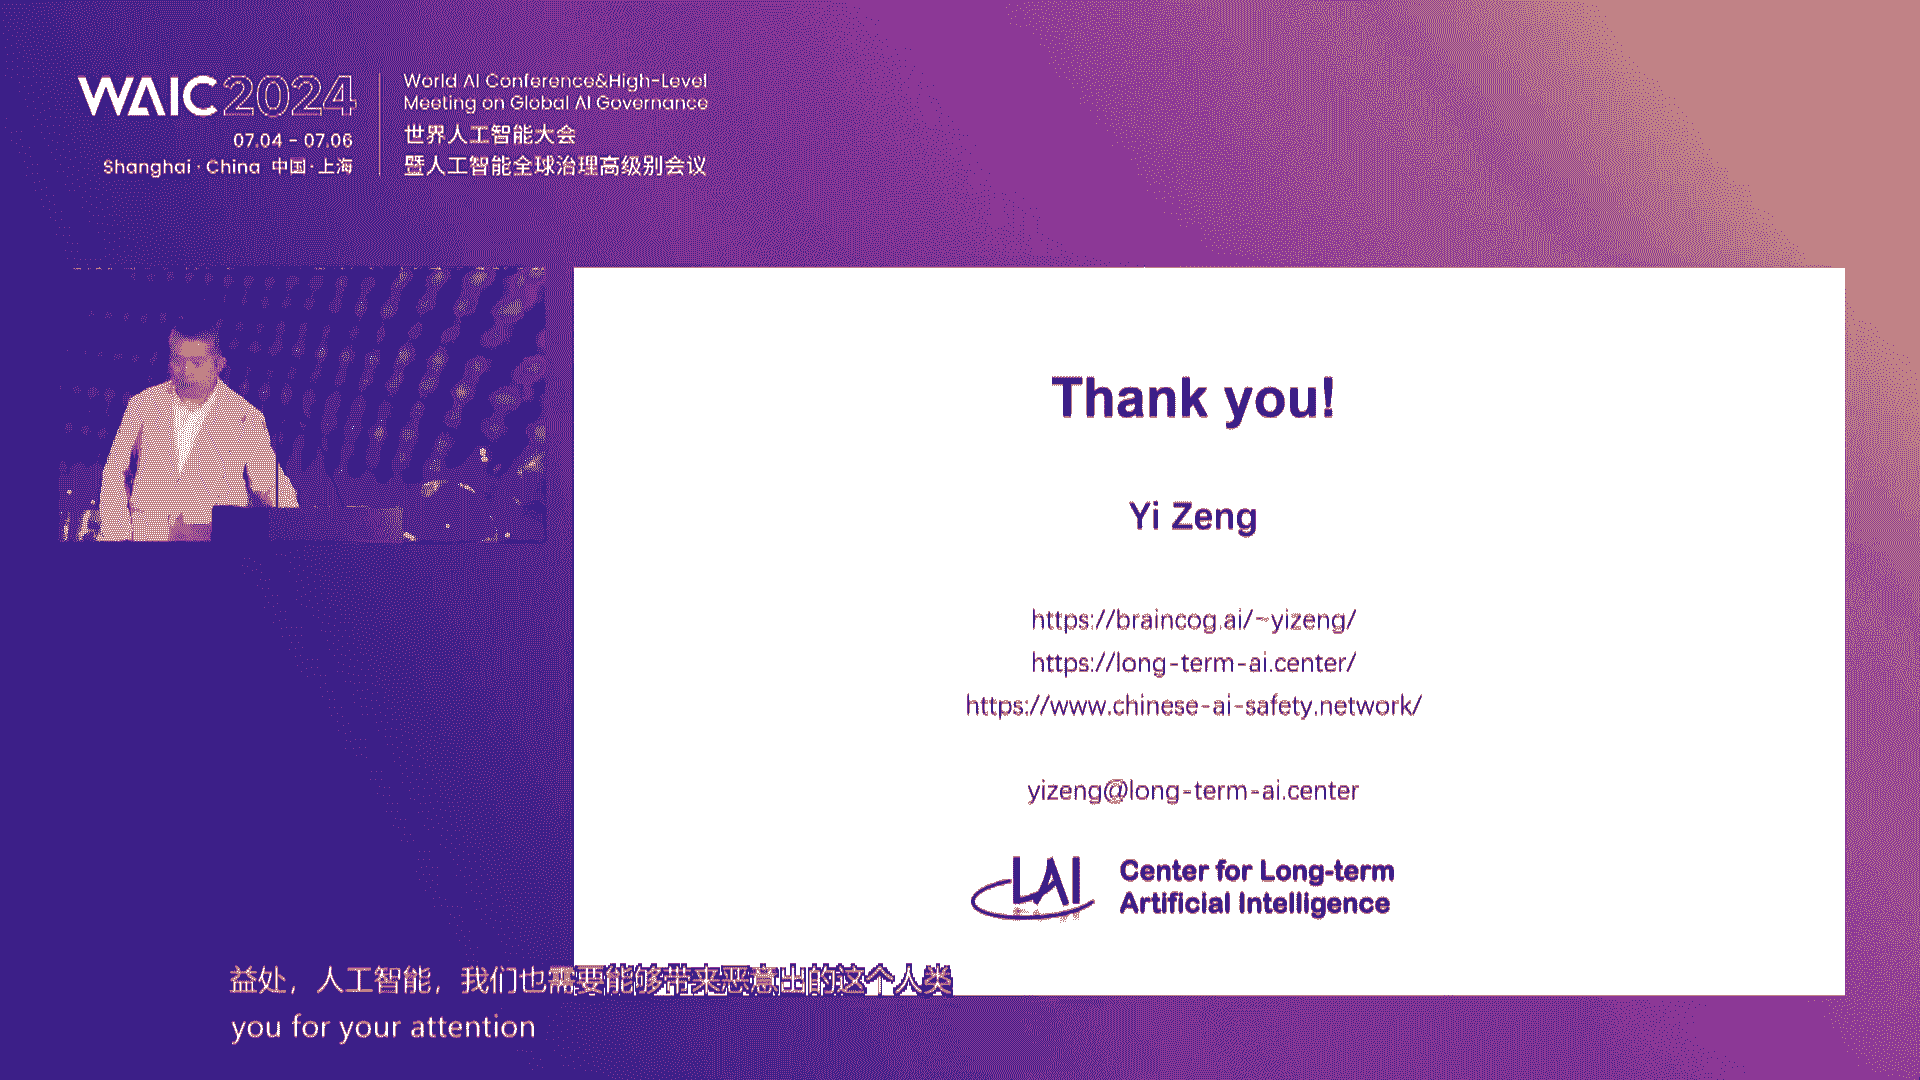 WAIC 2024
07.04 - 07.06
Shanghai · China 中国 · 上海
World AI Conference&High-Level
Meeting on Global AI Governance
世界人工智能大会
暨人工智能全球治理高级别会议
Thank you!
Yi Zeng
https://braincog.ai/~yizeng/
https://long-term-ai.center/
https://www.chinese-ai-safety.network/
yizeng@long-term-ai.center
LAI
Center for Long-term
Artificial Intelligence
益处，人工智能，我们也需要能够带来恶意出的这个人类
you for your attention